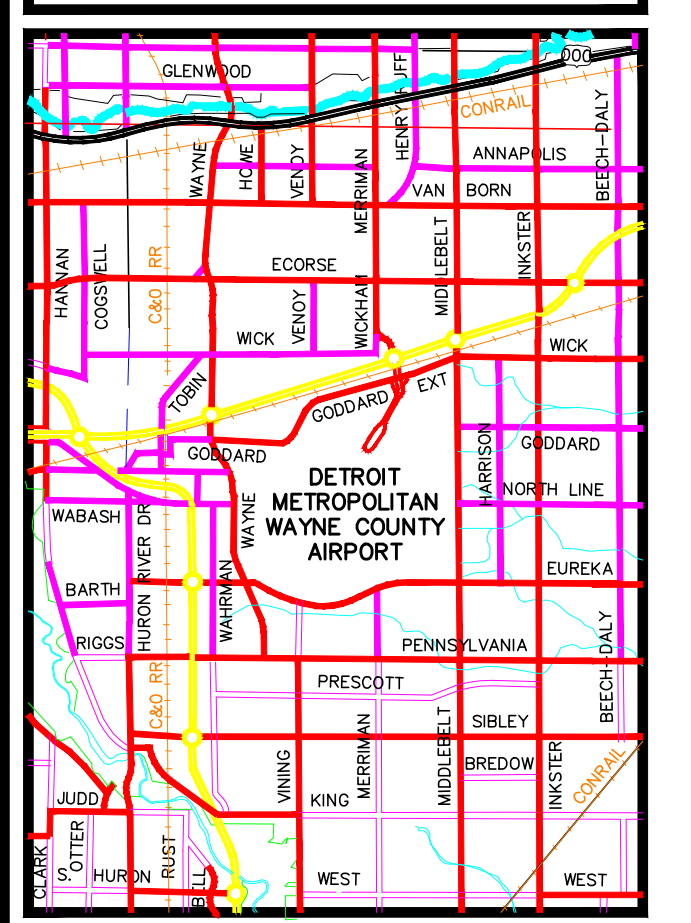 GLENWOOD
HENRY RUFF
CONRAIL
BEECH-DALY
WAYNE
HOWE
VENOY
MERRIMAN
ANNAPOLIS
VAN BORN
HANNAN
COGSWELL
C&O RR
ECORSE
MIDDLEBELT
INKSTER
VENOY
WICKHAM
WICK
WICK
TOBIN
GODDARD EXT
GODDARD
HARRISON
GODDARD
DETROIT
METROPOLITAN
WAYNE COUNTY
AIRPORT
NORTH LINE
WABASH
HURON RIVER DR
WAYNE
EUREKA
BARTH
WAHRMAN
RIGGS
PENNSYLVANIA
BEECH-DALY
C&O RR
PRESCOTT
SIBLEY
MERRIMAN
MIDDLEBELT
VINING
BREDOW
INKSTER
CONRAIL
JUDD
KING
CLARK
S. OTTER
HURON
RUST
BELL
WEST
WEST